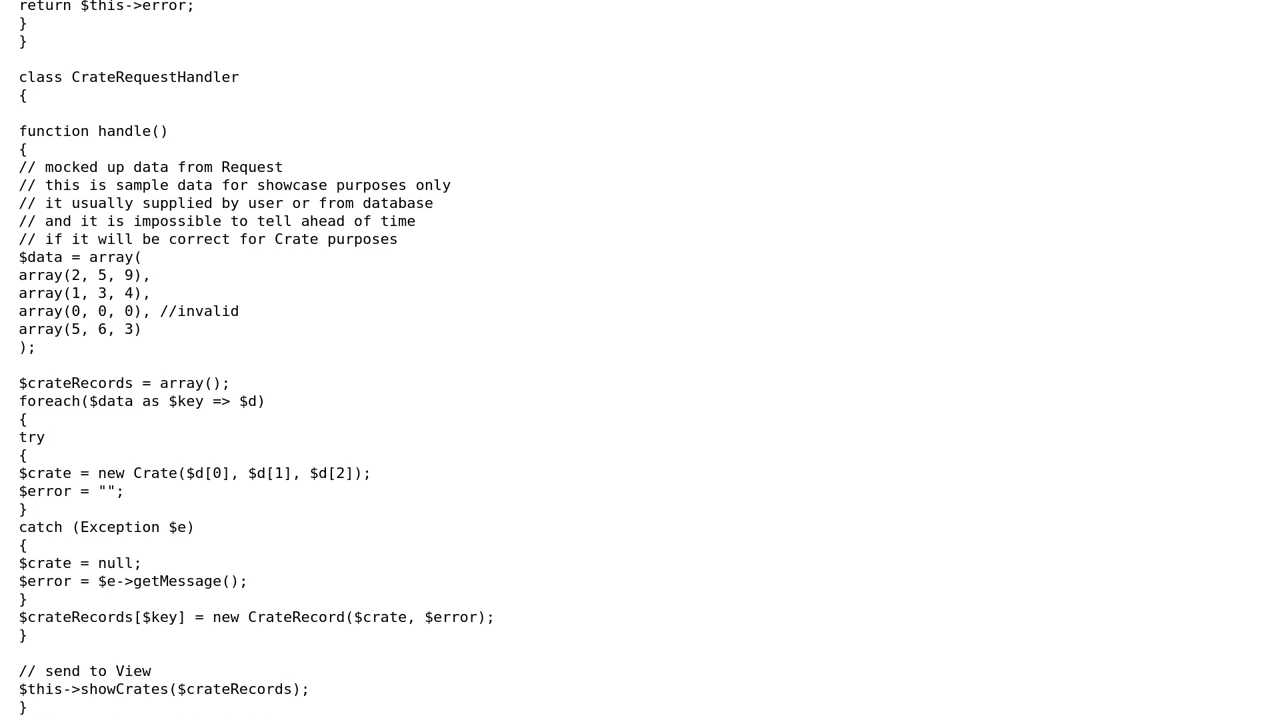 return $this->error;
}
}
class CrateRequestHandler
{
function handle()
{
// mocked up data from Request
// this is sample data for showcase purposes only
// it usually supplied by user or from database
// and it is impossible to tell ahead of time
// if it will be correct for Crate purposes
$data = array(
array(2, 5, 9),
array(1, 3, 4),
array(0, 0, 0), //invalid
array(5, 6, 3)
);
$crateRecords = array();
foreach($data as $key => $d)
{
try
{
$crate = new Crate($d[0], $d[1], $d[2]);
$error = "";
}
catch (Exception $e)
{
$crate = null;
$error = $e->getMessage();
}
$crateRecords[$key] = new CrateRecord($crate, $error);
}
// send to View
$this->showCrates($crateRecords);
}